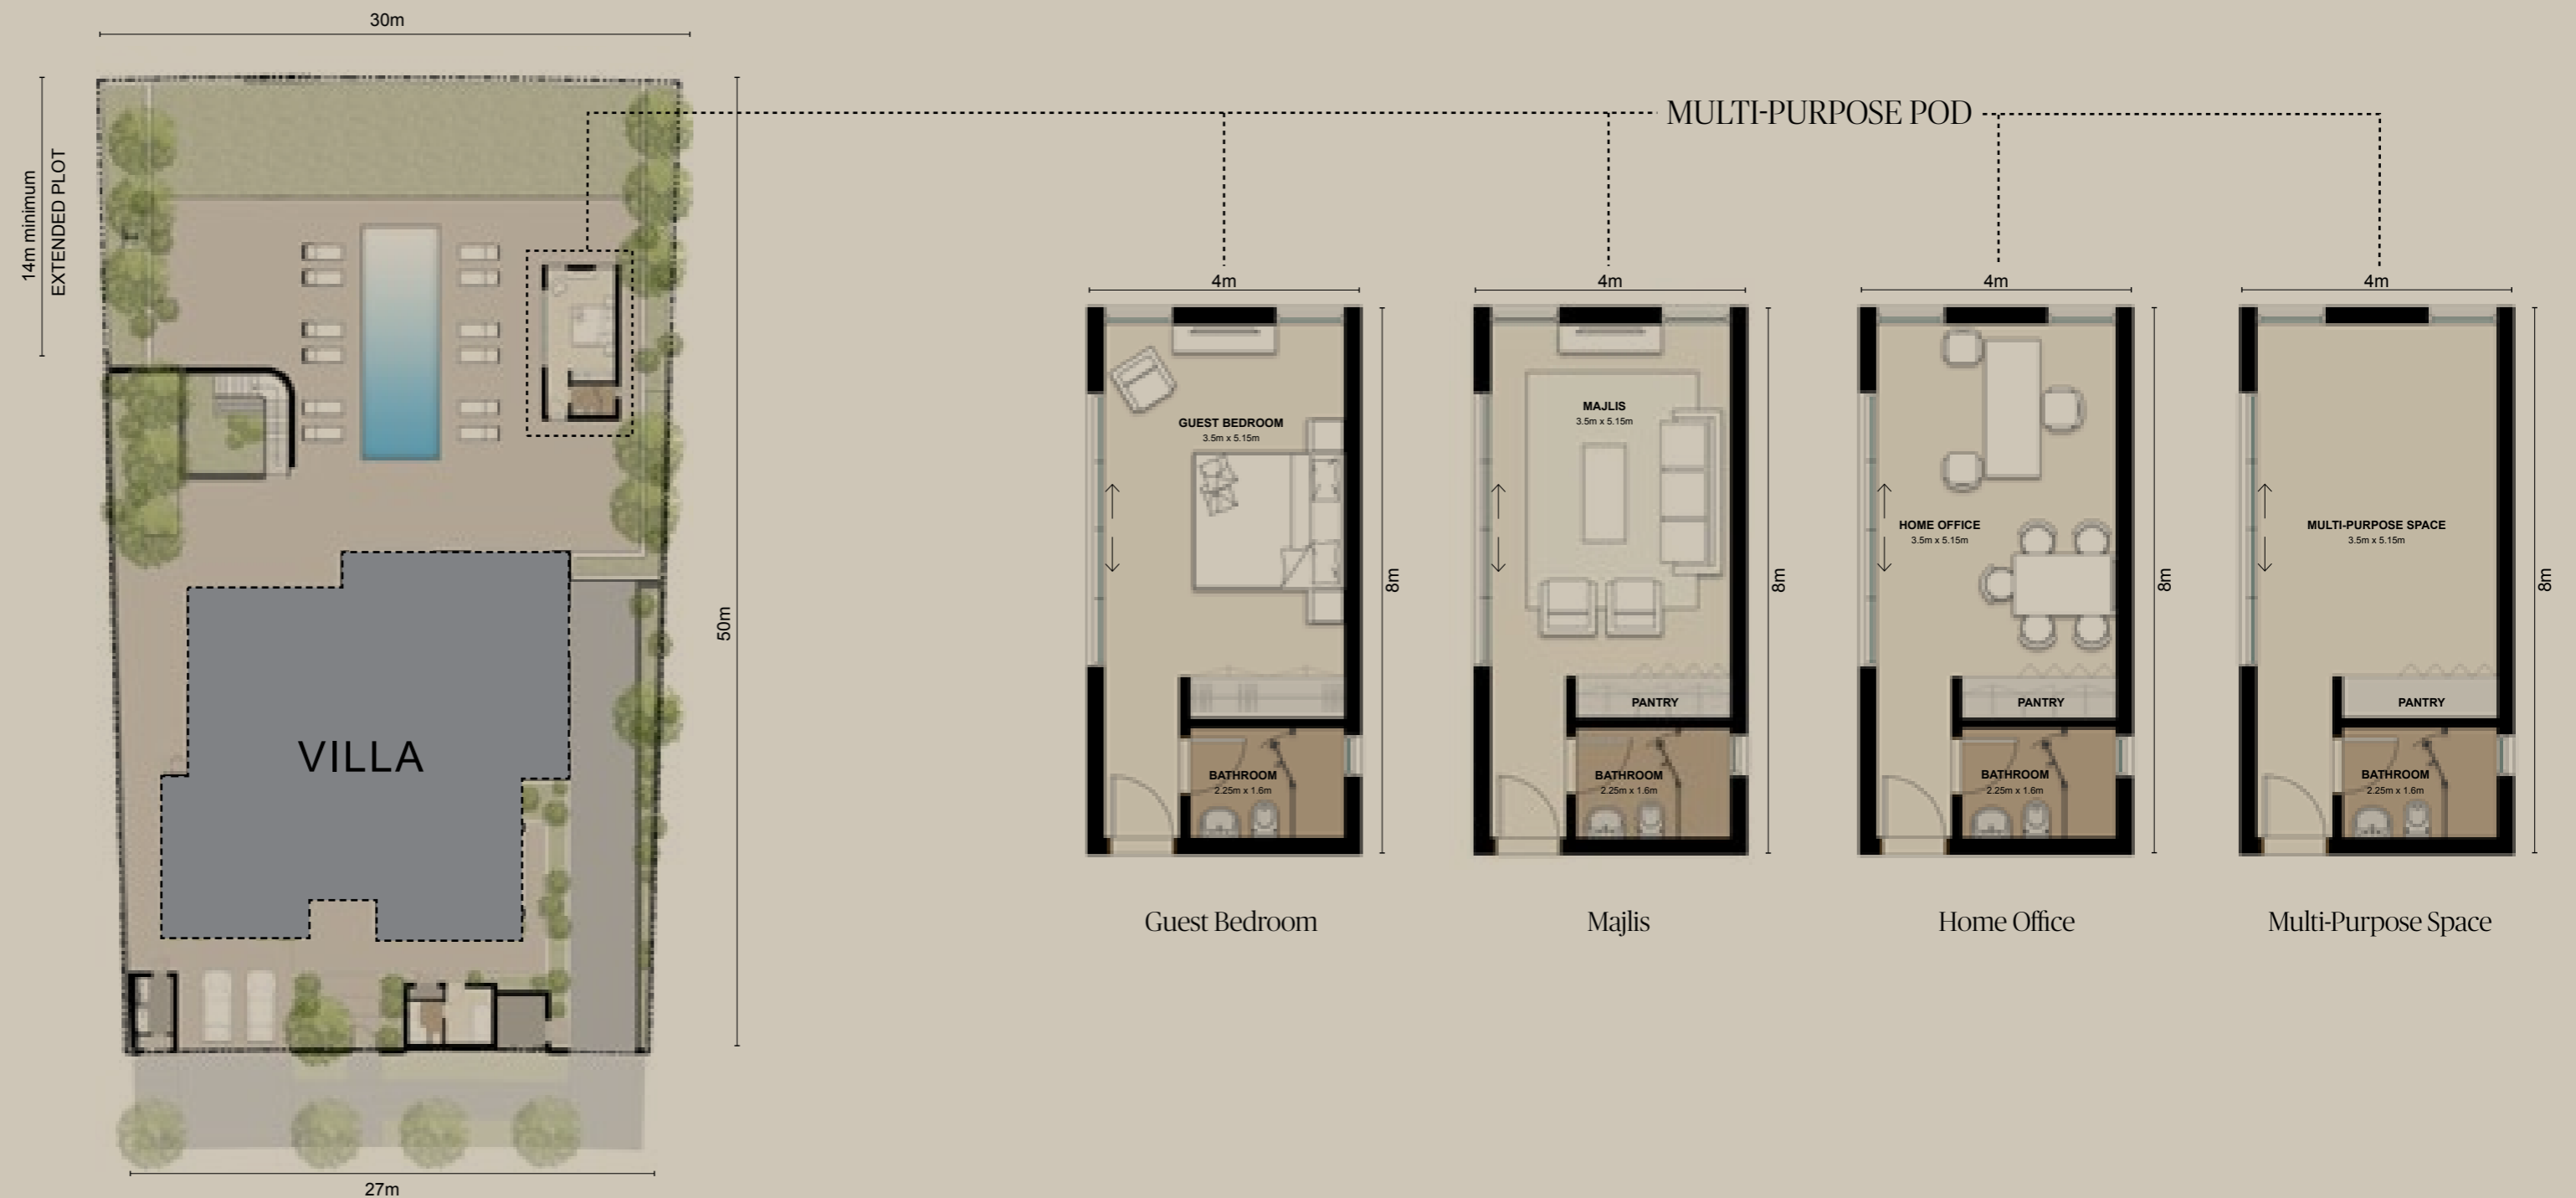 30m
14m minimum
EXTENDED PLOT
50m
VILLA
27m
MULTI-PURPOSE POD
4m
GUEST BEDROOM
3.5m x 5.15m
8m
BATHROOM
2.25m x 1.6m
Guest Bedroom
4m
MAJLIS
3.5m x 5.15m
8m
PANTRY
BATHROOM
2.25m x 1.6m
Majlis
4m
HOME OFFICE
3.5m x 5.15m
8m
PANTRY
BATHROOM
2.25m x 1.6m
Home Office
4m
MULTI-PURPOSE SPACE
3.5m x 5.15m
8m
PANTRY
BATHROOM
2.25m x 1.6m
Multi-Purpose Space